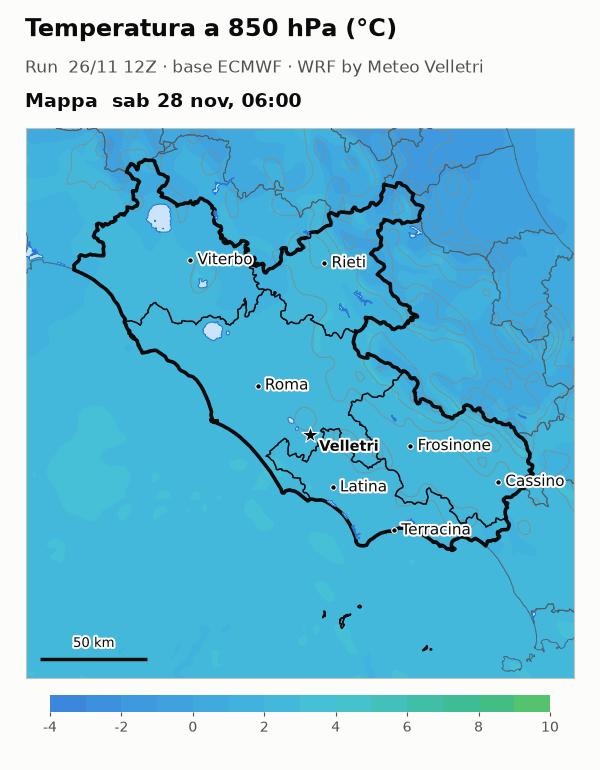 Temperatura a 850 hPa (°C)
Run  26/11 12Z · base ECMWF · WRF by Meteo Velletri
Mappa  sab 28 nov, 06:00
Viterbo
Rieti
Roma
Velletri
Frosinone
Latina
Cassino
Terracina
50 km
-4 -2 0 2 4 6 8 10